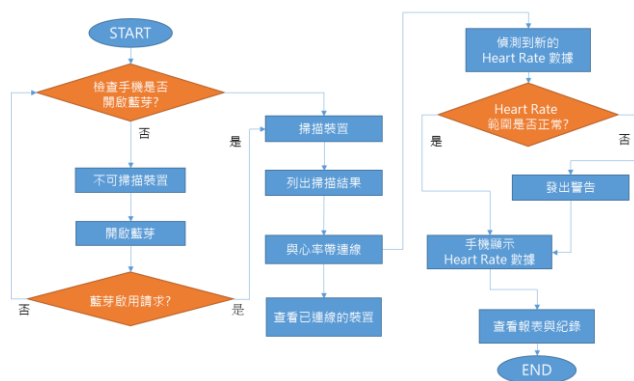 START
檢查手機是否
開啟藍芽?
否
是
不可掃描裝置
開啟藍芽
藍芽啟用請求?
否
是
掃描裝置
列出掃描結果
與心率帶連線
查看已連線的裝置
偵測到新的
Heart Rate 數據
Heart Rate
範圍是否正常?
是
否
發出警告
手機顯示
Heart Rate 數據
查看報表與紀錄
END